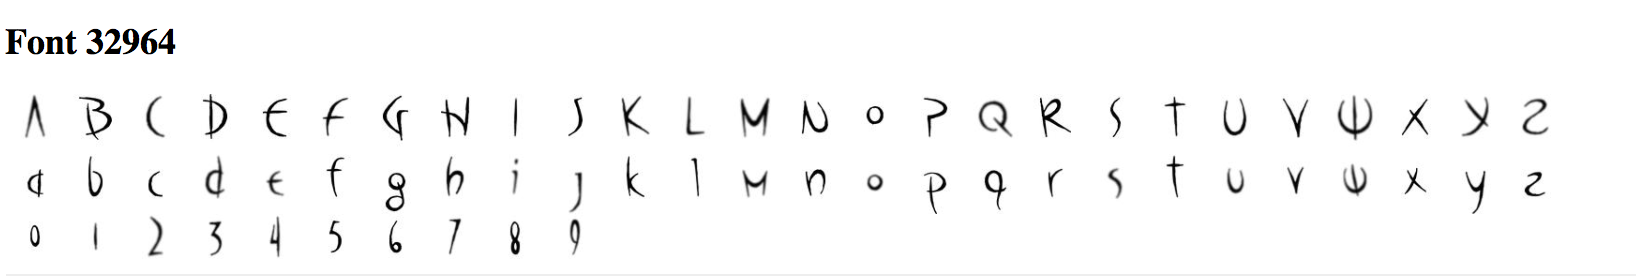 Font 32964
Λ B C D E F G H I J K L M N O P Q R S T U V W X Y Z
a b c d e f g h i j k l m n o p q r s t u v w x y z
0 1 2 3 4 5 6 7 8 9